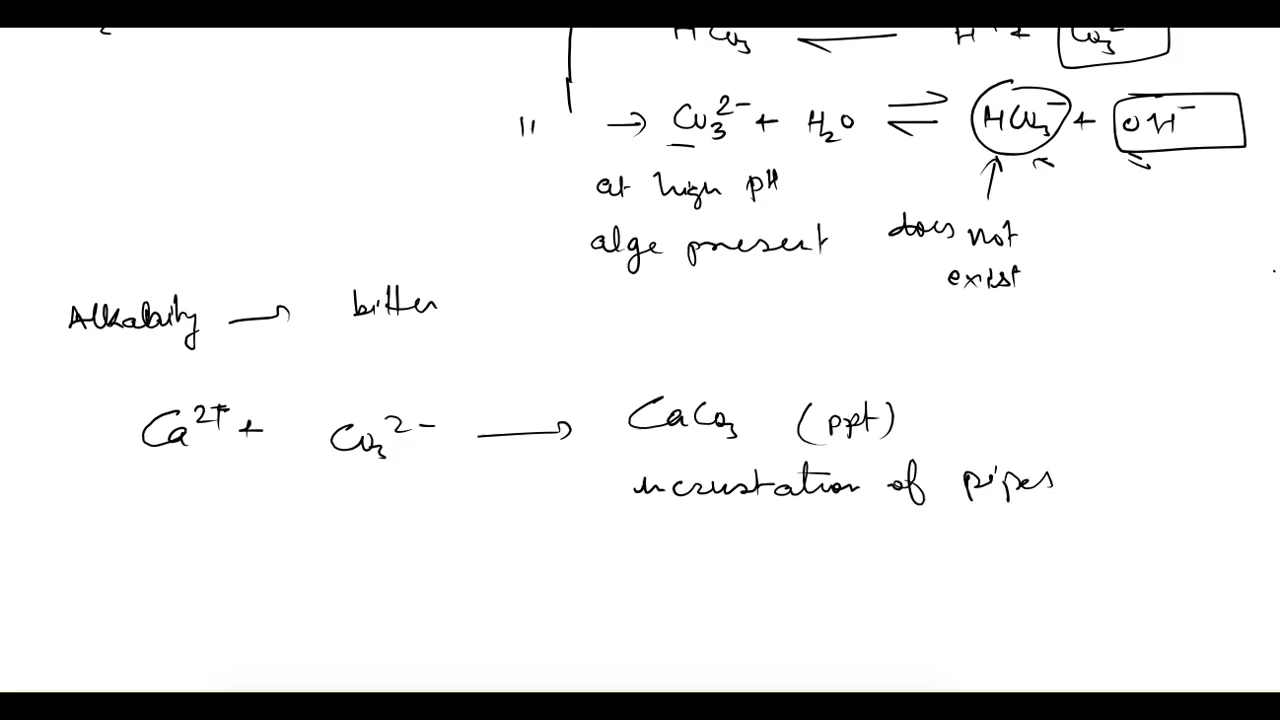 HCO₃⁻ ⇌ H⁺ + CO₃²⁻
" → CO₃²⁻ + H₂O ⇌ HCO₃⁻ + OH⁻
at high pH
alge present
does not
exist
Alkalinity → bitter
Ca²⁺ + CO₃²⁻ → CaCO₃ (ppt)
incrustation of pipes